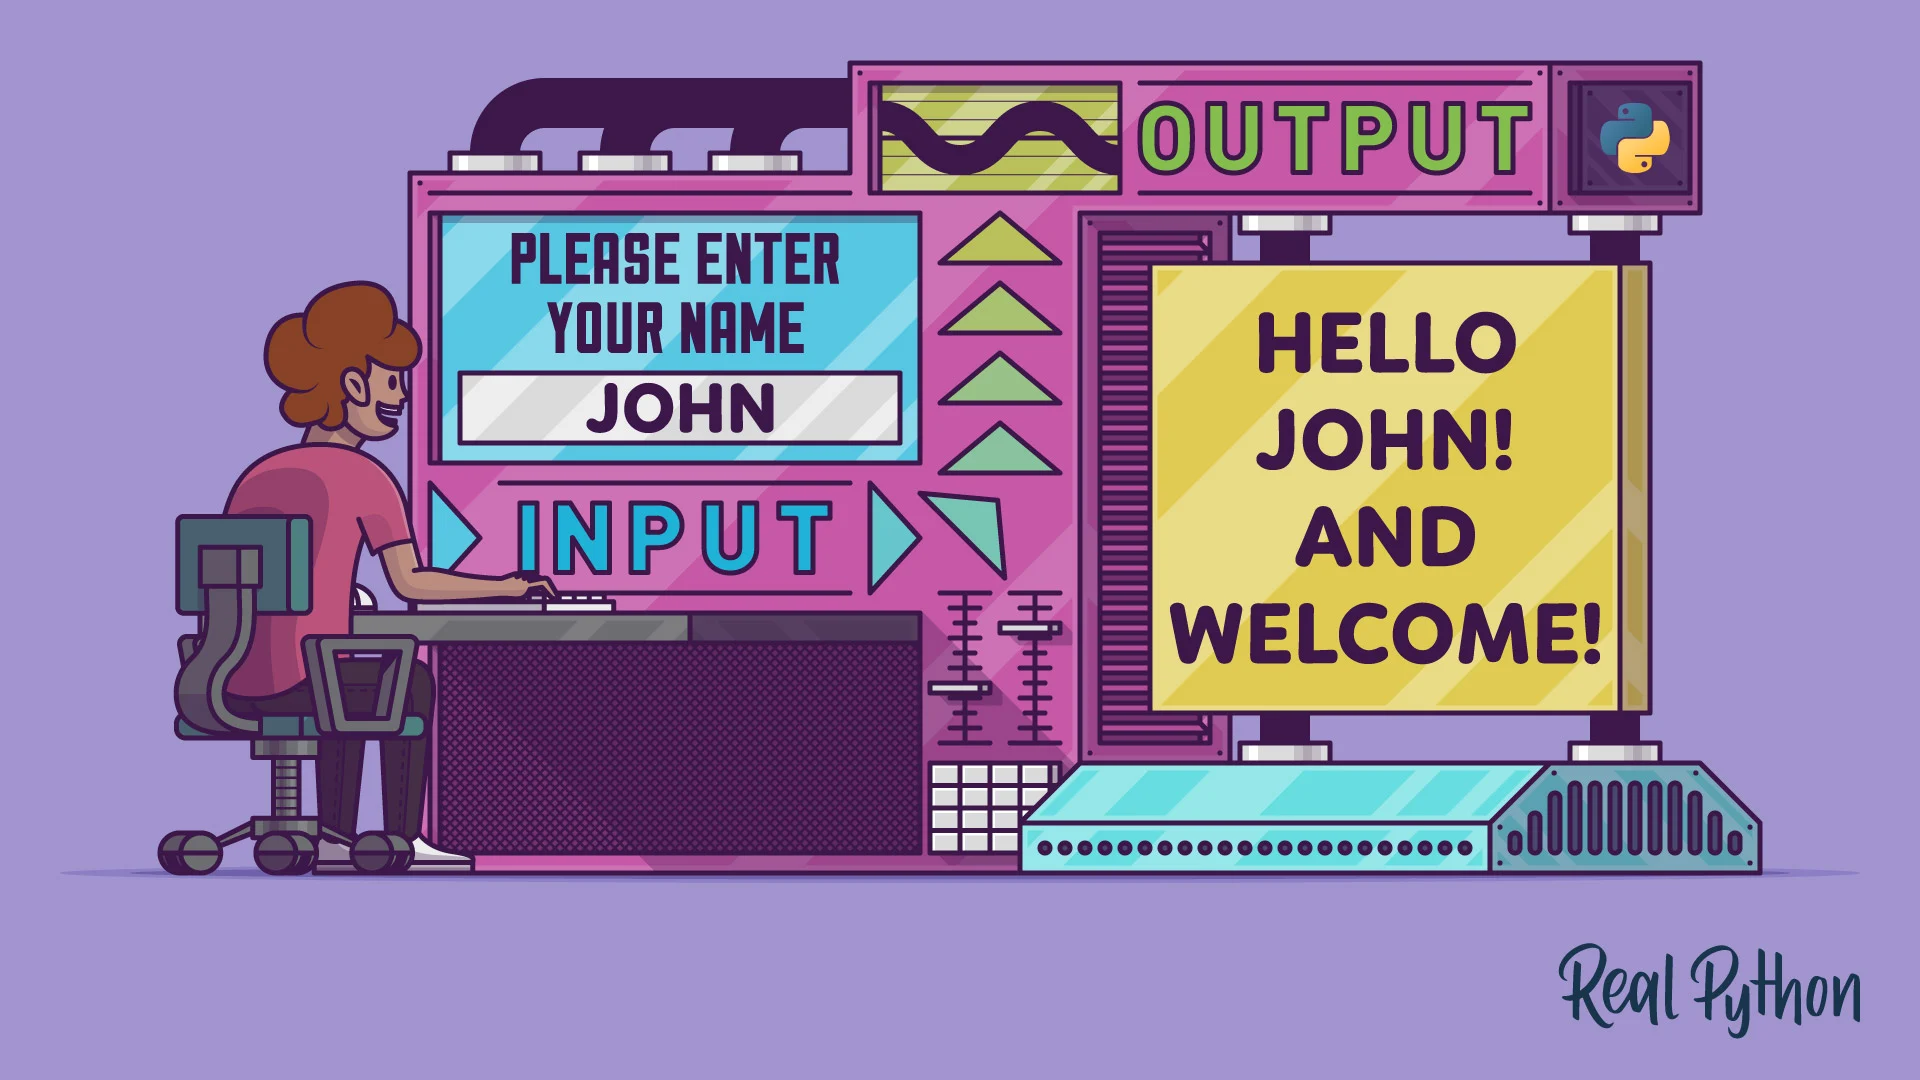 PLEASE ENTER
YOUR NAME
JOHN
INPUT
OUTPUT
HELLO
JOHN!
AND
WELCOME!
Real Python